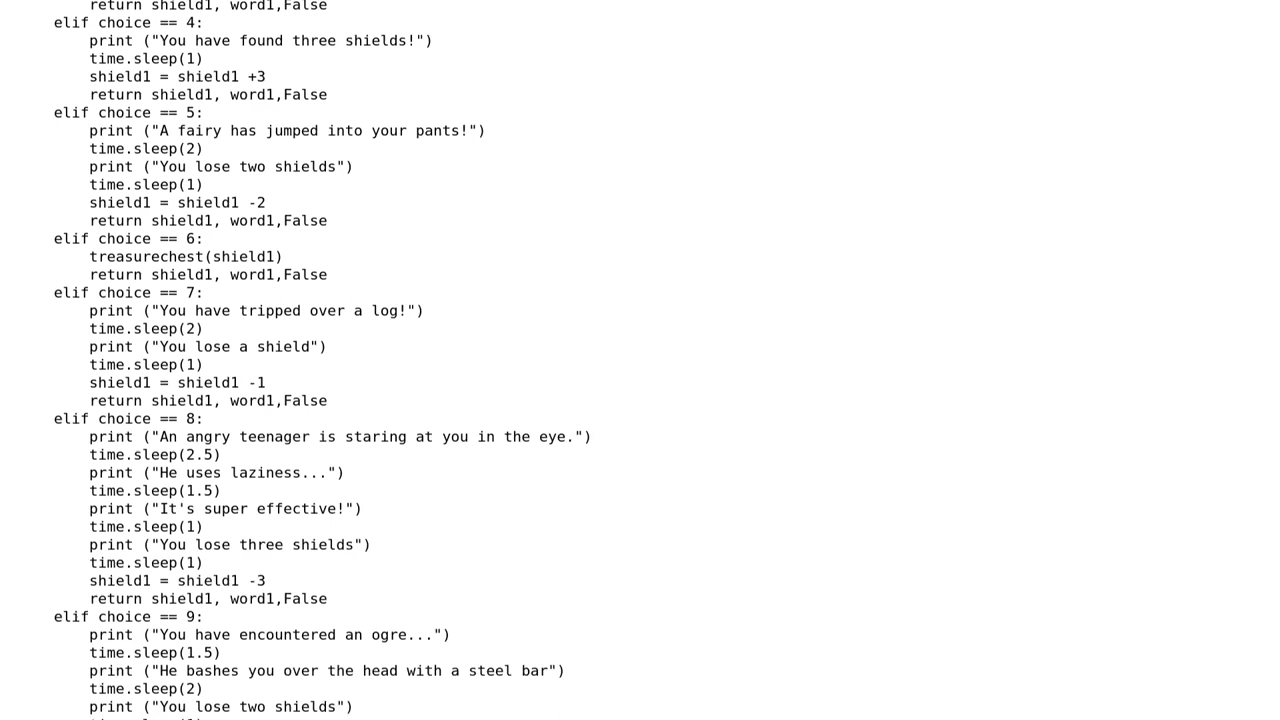 return shield1, word1,False
elif choice == 4:
print ("You have found three shields!")
time.sleep(1)
shield1 = shield1 +3
return shield1, word1,False
elif choice == 5:
print ("A fairy has jumped into your pants!")
time.sleep(2)
print ("You lose two shields")
time.sleep(1)
shield1 = shield1 -2
return shield1, word1,False
elif choice == 6:
treasurechest(shield1)
return shield1, word1,False
elif choice == 7:
print ("You have tripped over a log!")
time.sleep(2)
print ("You lose a shield")
time.sleep(1)
shield1 = shield1 -1
return shield1, word1,False
elif choice == 8:
print ("An angry teenager is staring at you in the eye.")
time.sleep(2.5)
print ("He uses laziness...")
time.sleep(1.5)
print ("It's super effective!")
time.sleep(1)
print ("You lose three shields")
time.sleep(1)
shield1 = shield1 -3
return shield1, word1,False
elif choice == 9:
print ("You have encountered an ogre...")
time.sleep(1.5)
print ("He bashes you over the head with a steel bar")
time.sleep(2)
print ("You lose two shields")